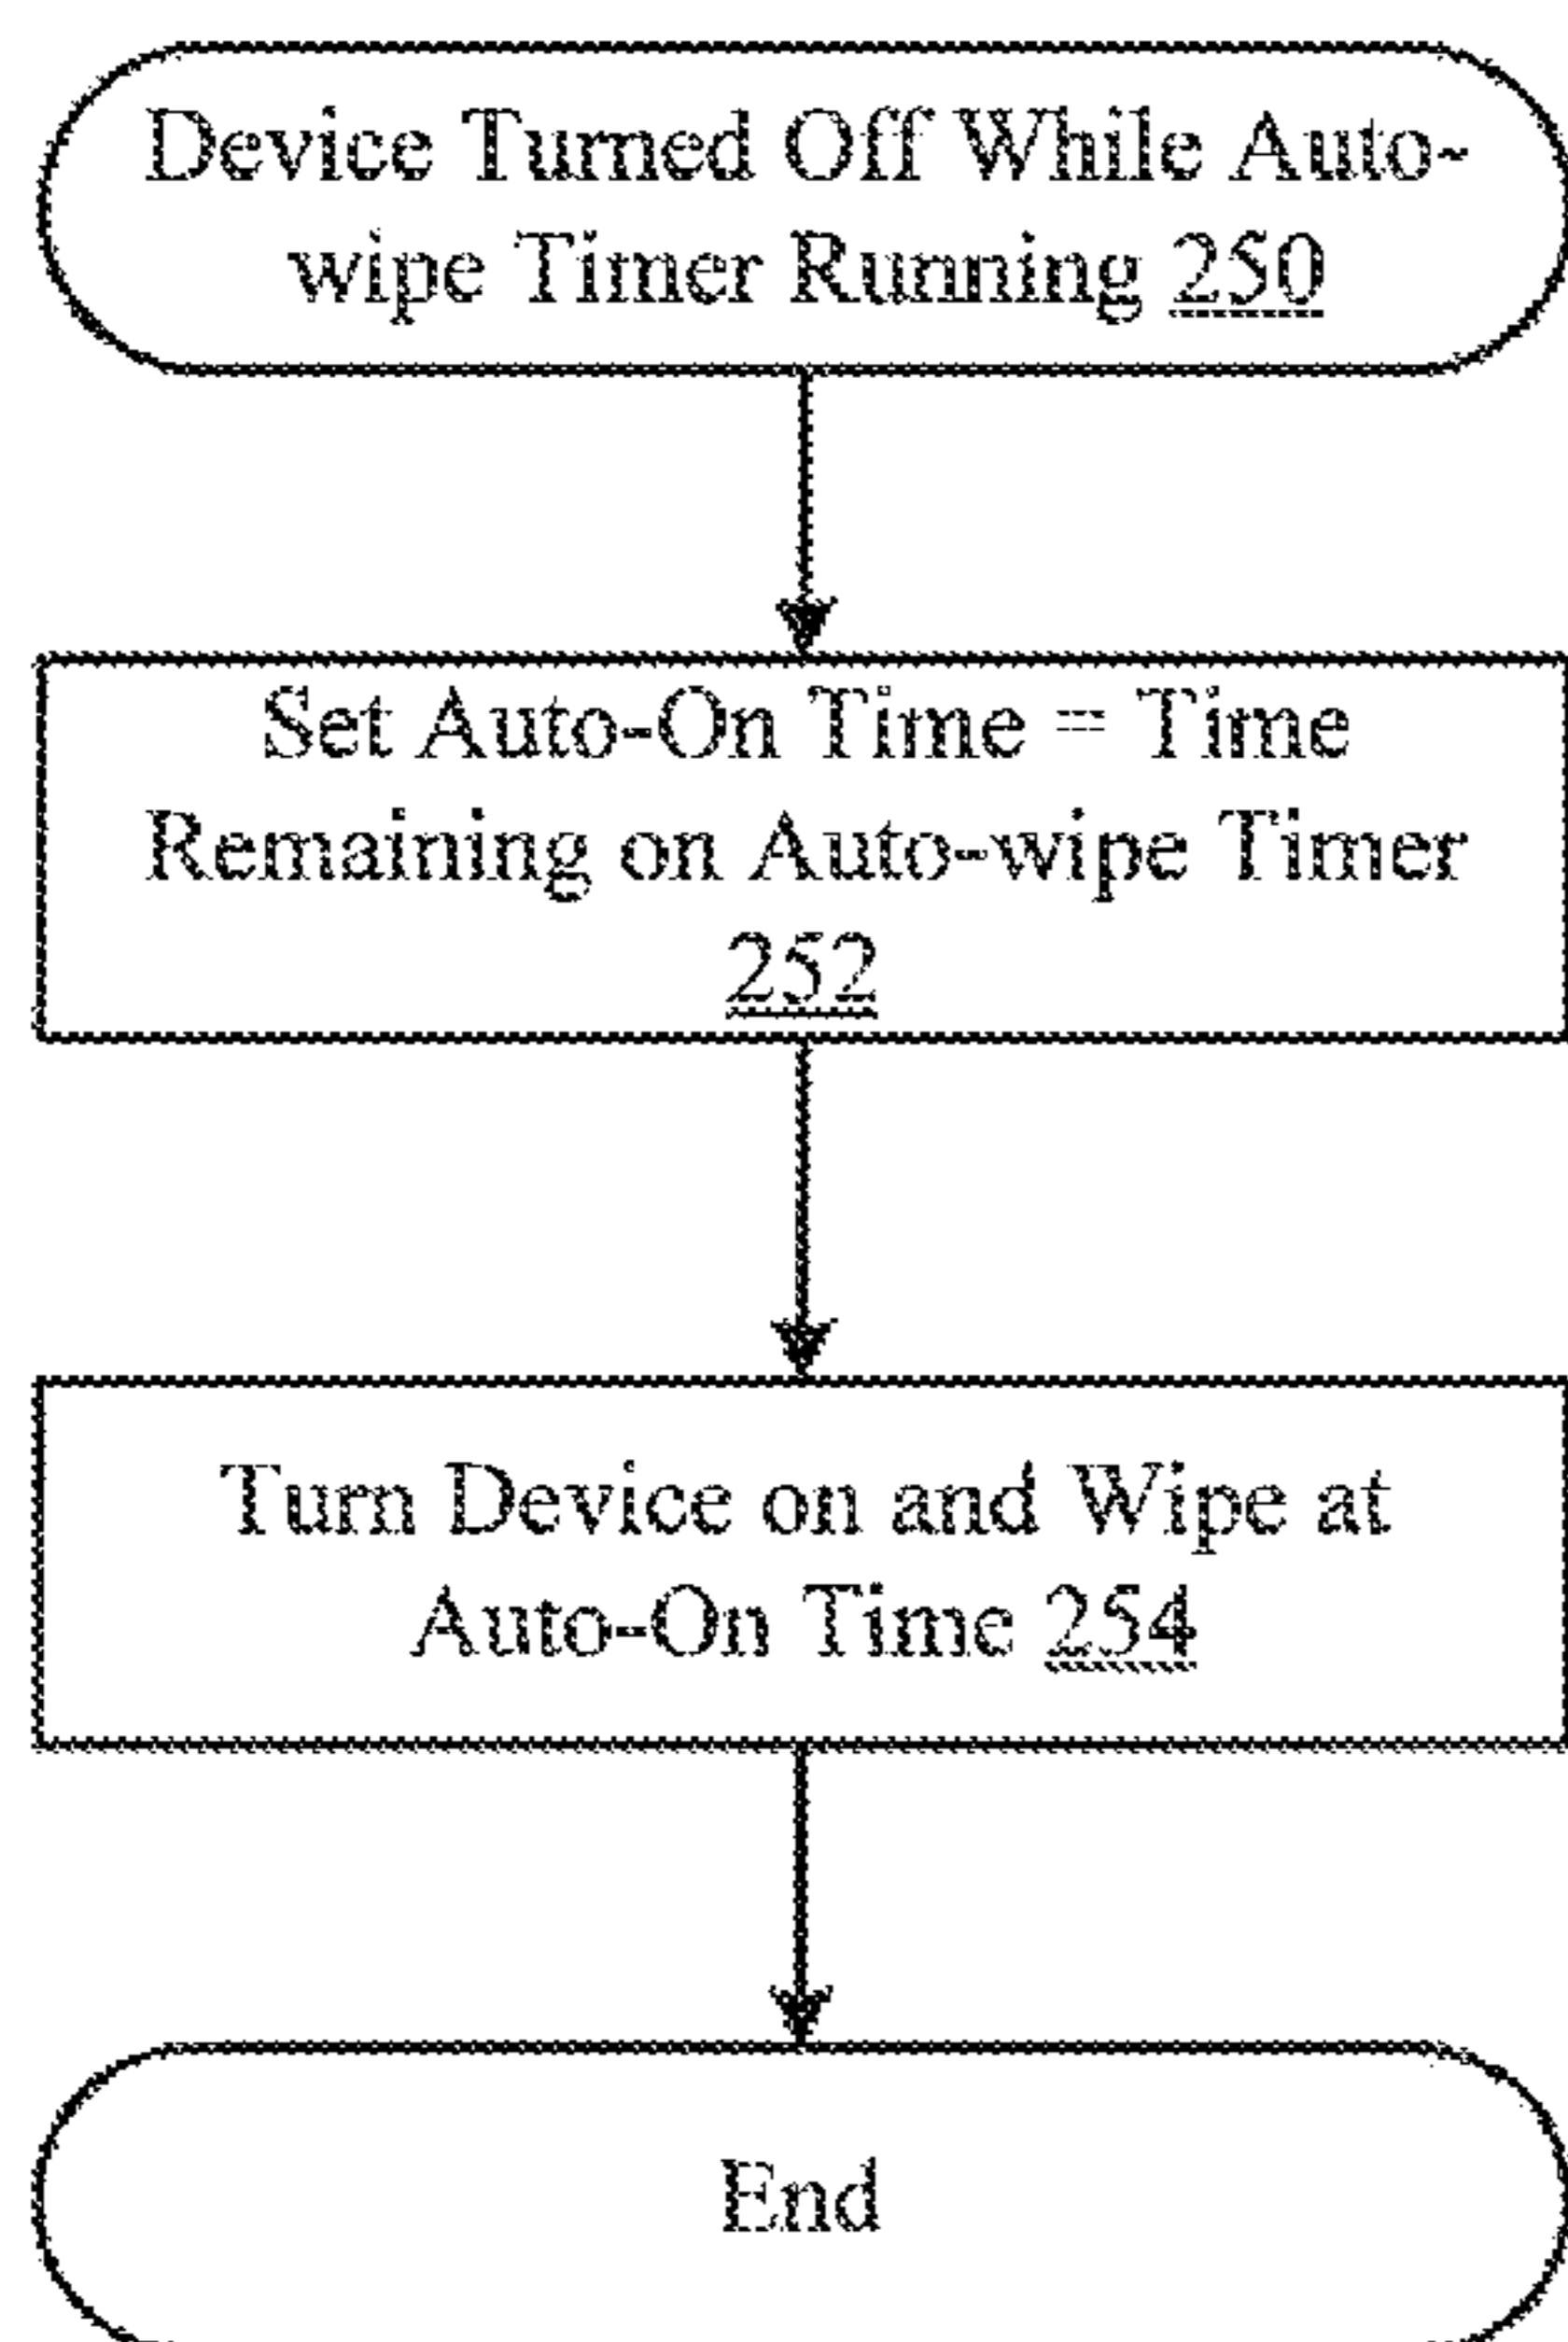 Device Turned Off While Auto-
wipe Timer Running 250
Set Auto-On Time = Time
Remaining on Auto-wipe Timer
252
Turn Device on and Wipe at
Auto-On Time 254
End